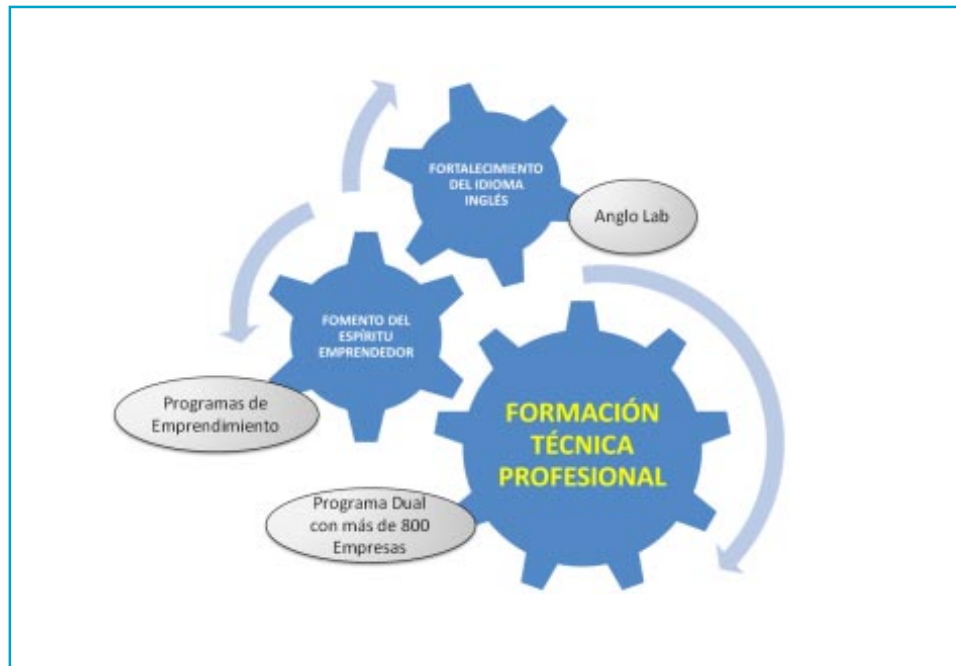 FORTALECIMIENTO
DEL IDIOMA
INGLÉS
Anglo Lab
FOMENTO DEL
ESPÍRITU
EMPRENDEDOR
Programas de
Emprendimiento
FORMACIÓN
TÉCNICA
PROFESIONAL
Programa Dual
con más de 800
Empresas